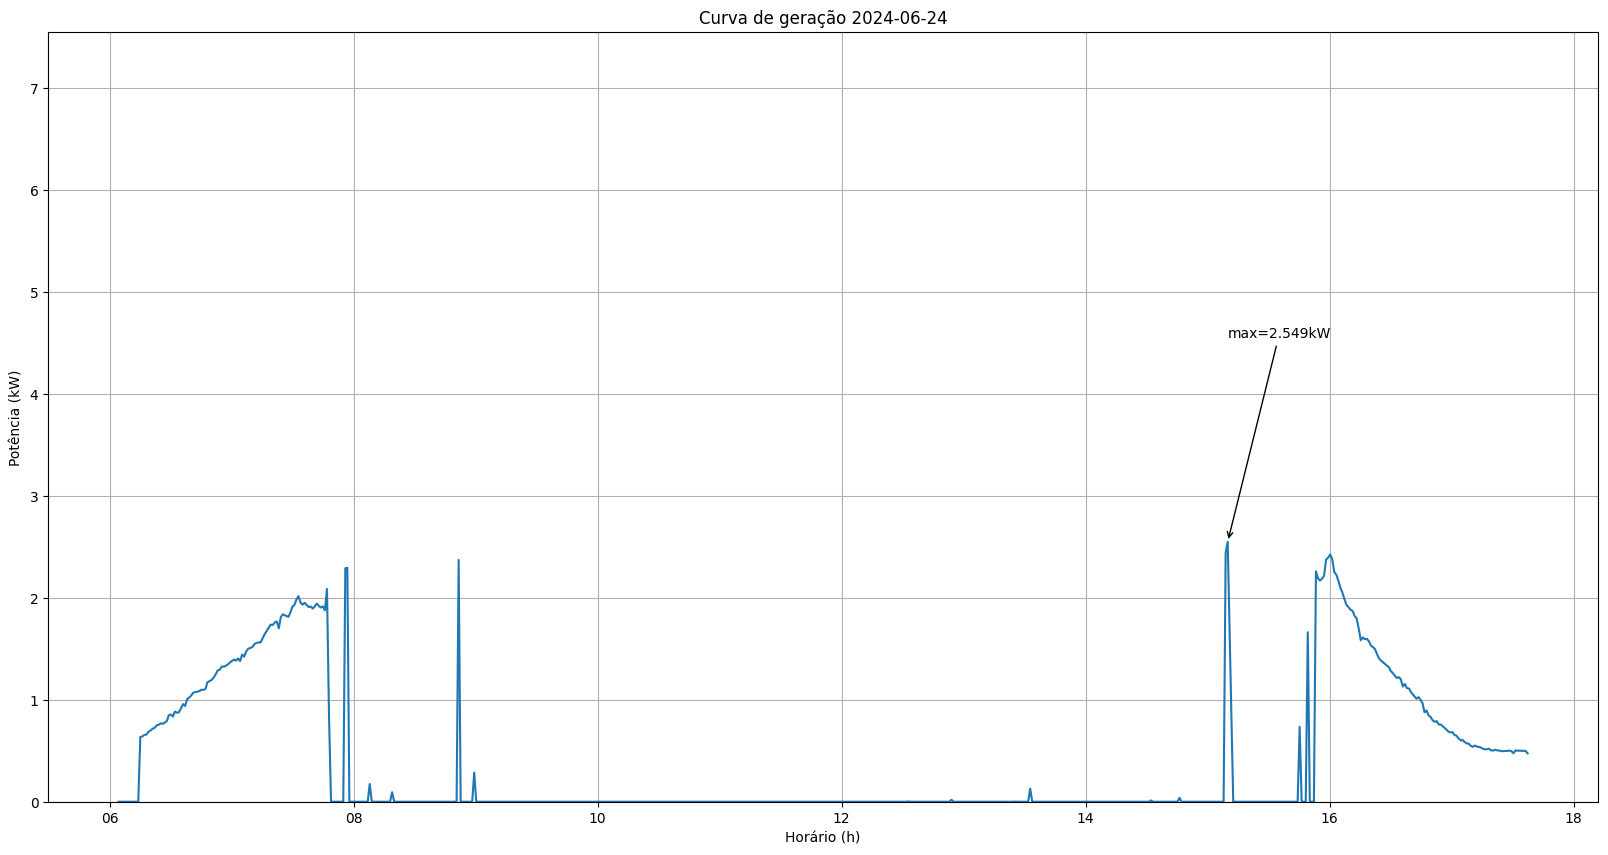 Curva de geração 2024-06-24
7
6
5
max=2.549kW
4
Potência (kW)
3
2
1
0
06 08 10 12 14 16 18
Horário (h)